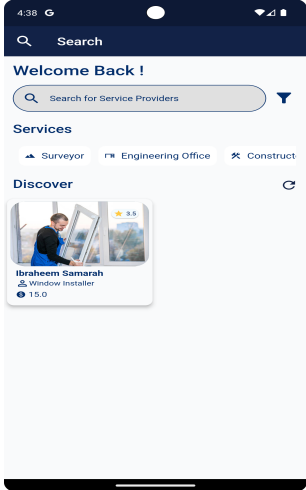 4:38 G
Search
Welcome Back !
Search for Service Providers
Services
Surveyor Engineering Office Construct
Discover
3.5
Ibraheem Samarah
Window Installer
15.0